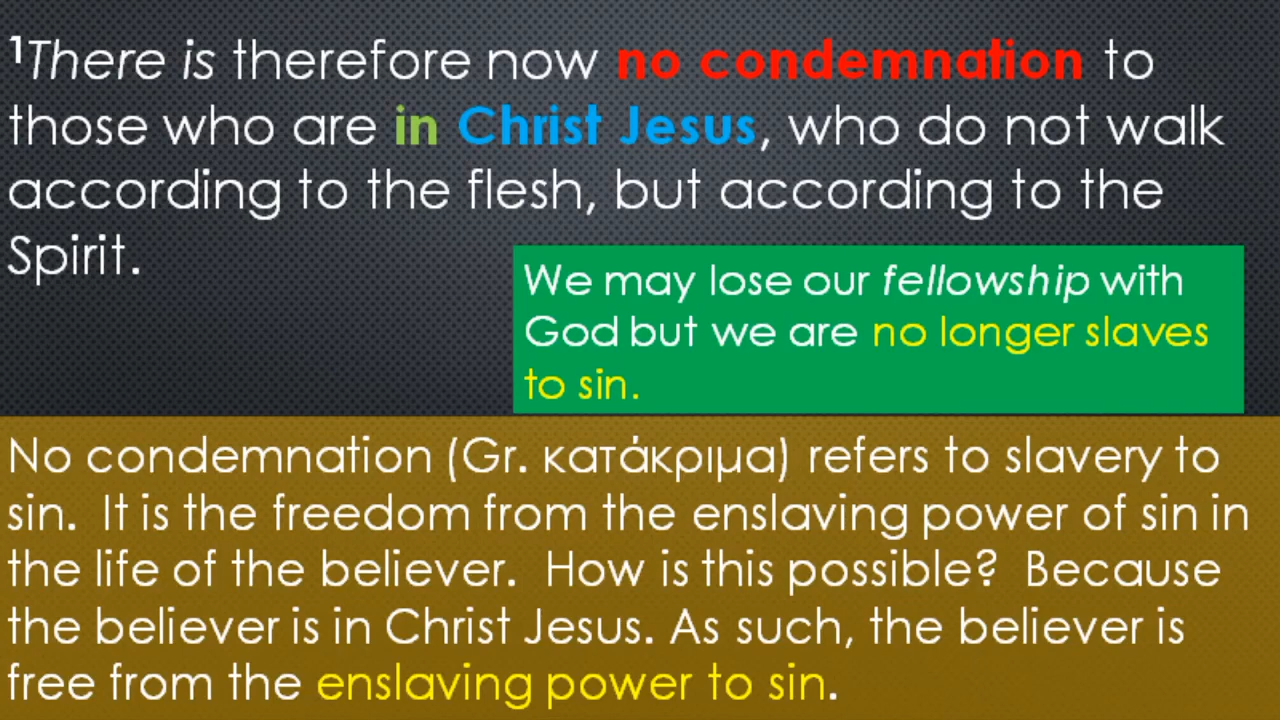 ¹There is therefore now no condemnation to
those who are in Christ Jesus, who do not walk
according to the flesh, but according to the
Spirit.
We may lose our fellowship with
God but we are no longer slaves
to sin.
No condemnation (Gr. κατάκριμα) refers to slavery to
sin.  It is the freedom from the enslaving power of sin in
the life of the believer.  How is this possible?  Because
the believer is in Christ Jesus. As such, the believer is
free from the enslaving power to sin.